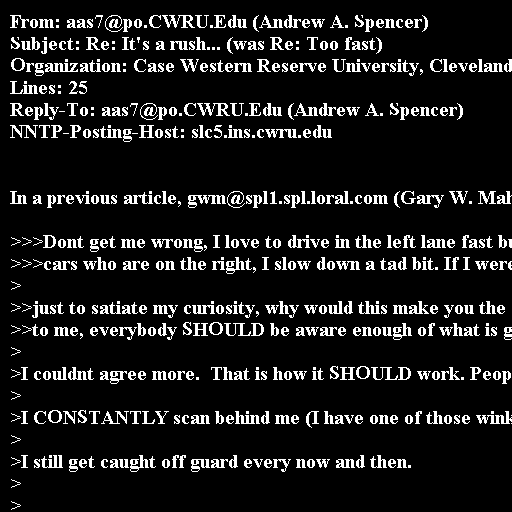 From: aas7@po.CWRU.Edu (Andrew A. Spencer)
Subject: Re: It's a rush... (was Re: Too fast)
Organization: Case Western Reserve University, Cleveland
Lines: 25
Reply-To: aas7@po.CWRU.Edu (Andrew A. Spencer)
NNTP-Posting-Host: slc5.ins.cwru.edu
In a previous article, gwm@spl1.spl.loral.com (Gary W. Mah
>>>Dont get me wrong, I love to drive in the left lane fast bu
>>>cars who are on the right, I slow down a tad bit. If I were
>
>>just to satiate my curiosity, why would this make you the
>>to me, everybody SHOULD be aware enough of what is g
>
>I couldnt agree more.  That is how it SHOULD work. Peop
>
>I CONSTANTLY scan behind me (I have one of those wink
>
>I still get caught off guard every now and then.
>
>